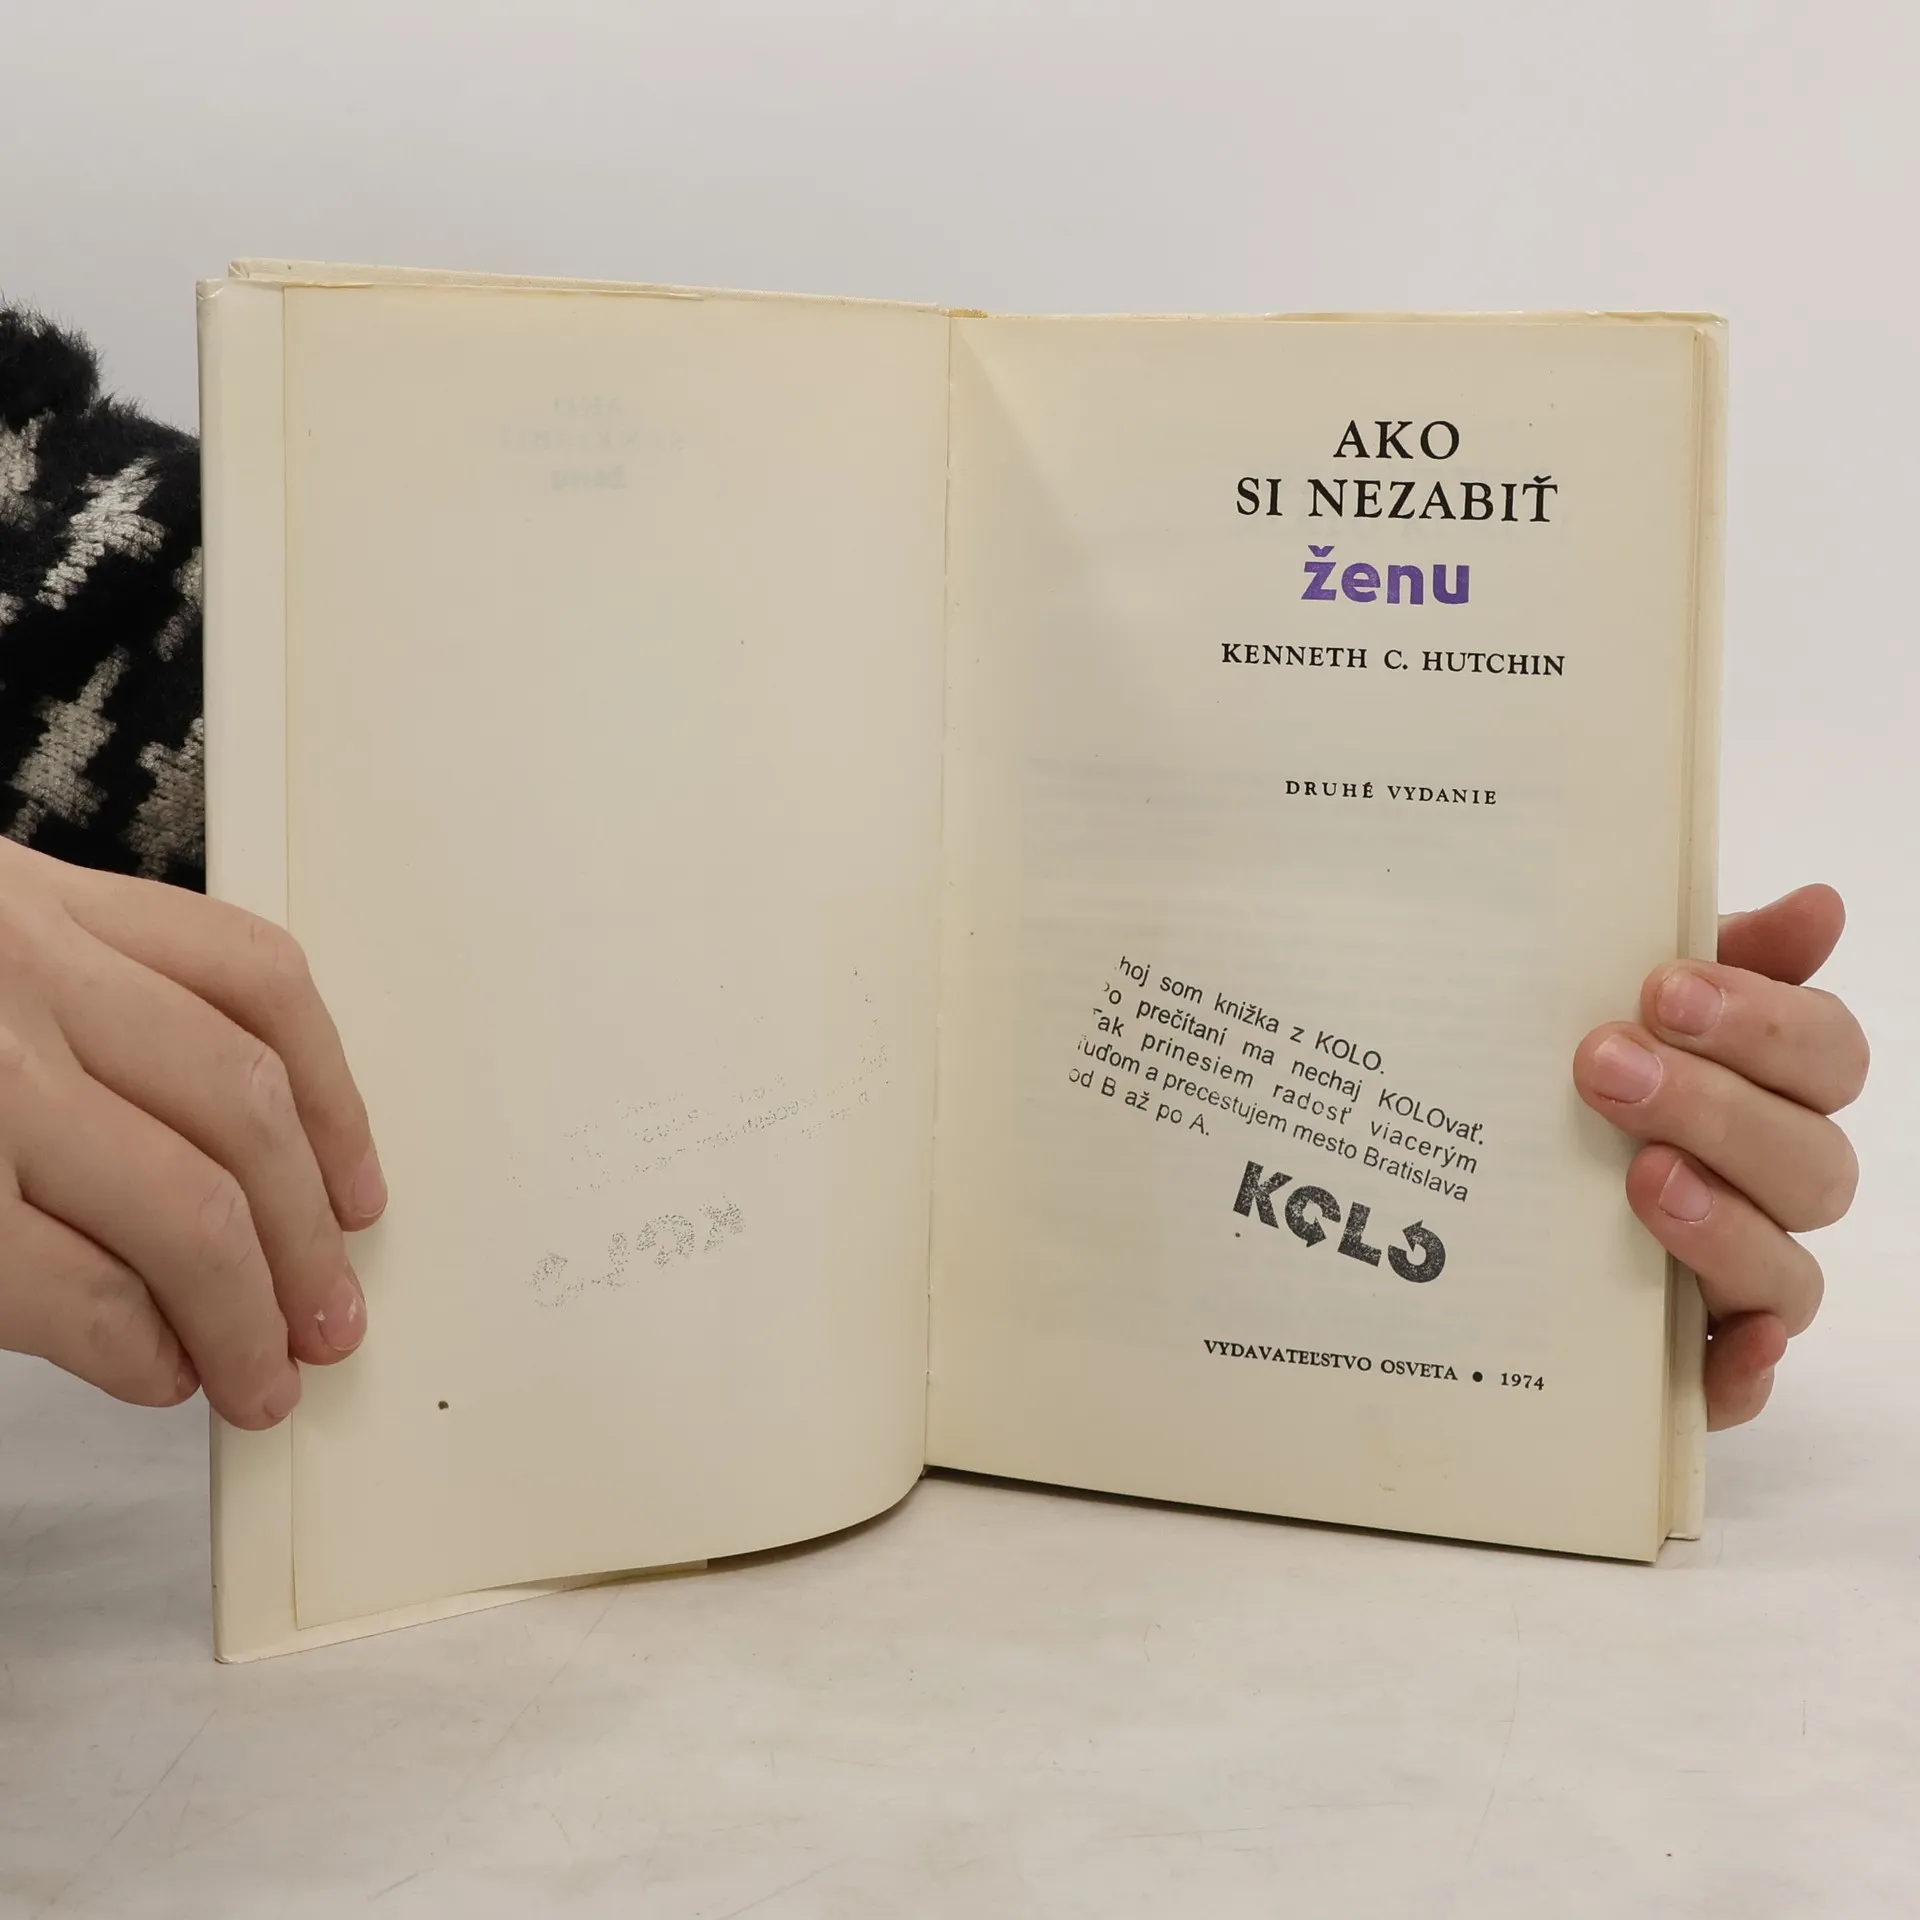 AKO
SI NEZABIŤ
ženu
KENNETH C. HUTCHIN
DRUHÉ VYDANIE
hoj som knižka z KOLO.
Po prečítaní ma nechaj KOLOvať.
Tak prinesiem radosť viacerým
ľuďom a precestujem mesto Bratislava
od B až po A.
KOLO
VYDAVATEĽSTVO OSVETA • 1974